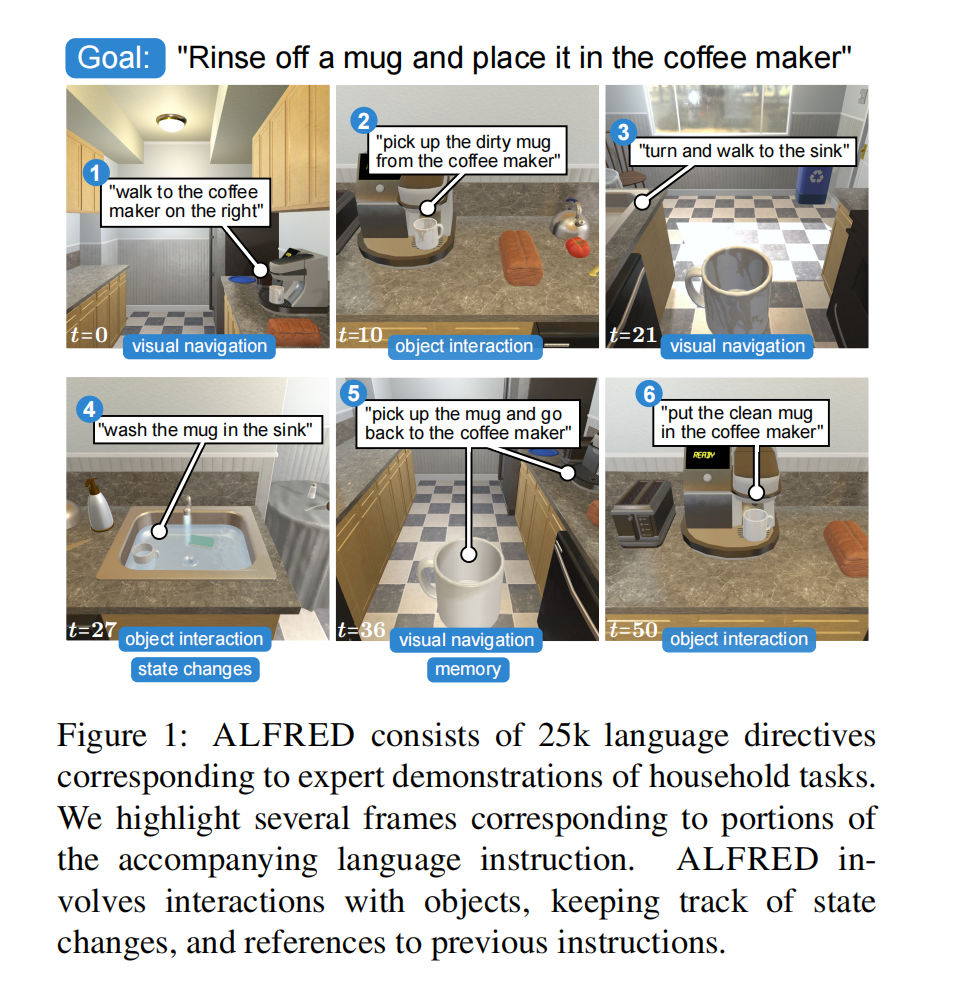 Goal: "Rinse off a mug and place it in the coffee maker"
1
"walk to the coffee
maker on the right"
t=0
visual navigation
2
"pick up the dirty mug
from the coffee maker"
t=10
object interaction
3
"turn and walk to the sink"
t=21
visual navigation
4
"wash the mug in the sink"
t=27
object interaction
state changes
5
"pick up the mug and go
back to the coffee maker"
t=36
visual navigation
memory
6
"put the clean mug
in the coffee maker"
READY
t=50
object interaction
Figure 1: ALFRED consists of 25k language directives
corresponding to expert demonstrations of household tasks.
We highlight several frames corresponding to portions of
the accompanying language instruction. ALFRED in-
volves interactions with objects, keeping track of state
changes, and references to previous instructions.